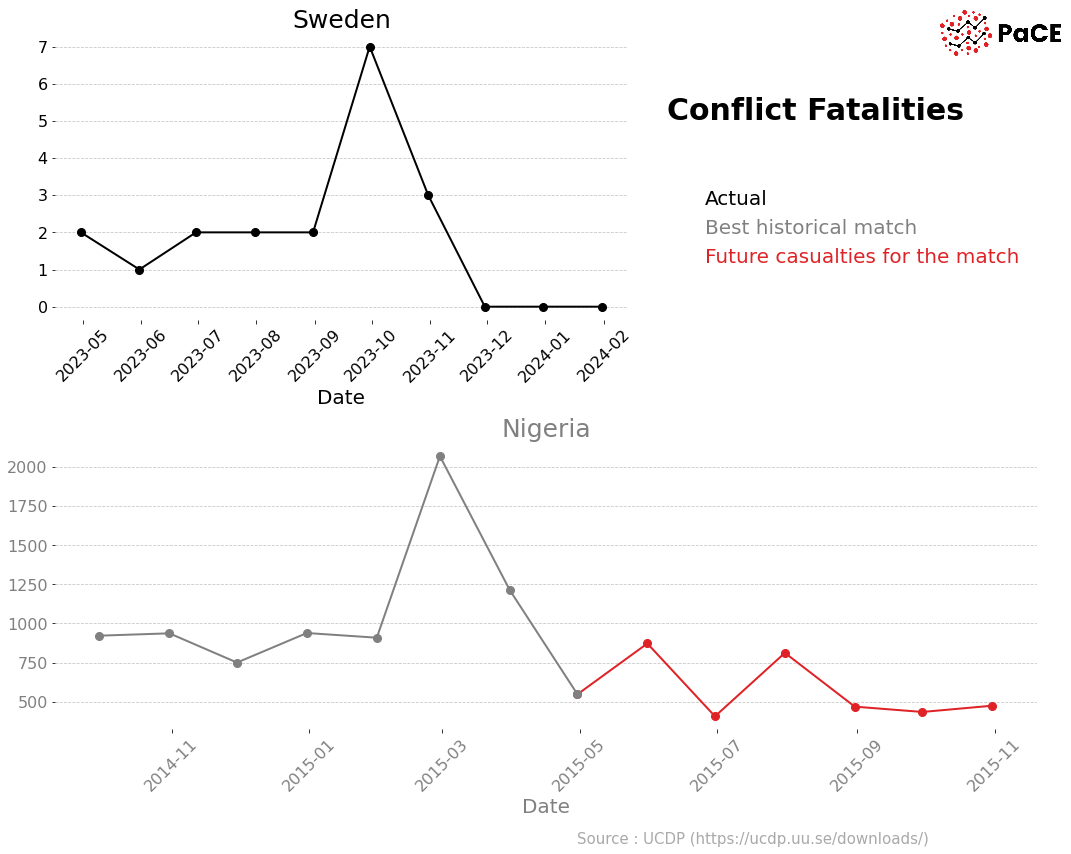 Sweden
PaCE
Conflict Fatalities
Actual
Best historical match
Future casualties for the match
7
6
5
4
3
2
1
0
2023-05 2023-06 2023-07 2023-08 2023-09 2023-10 2023-11 2023-12 2024-01 2024-02
Date
Nigeria
2000
1750
1500
1250
1000
750
500
2014-11 2015-01 2015-03 2015-05 2015-07 2015-09 2015-11
Date
Source : UCDP (https://ucdp.uu.se/downloads/)